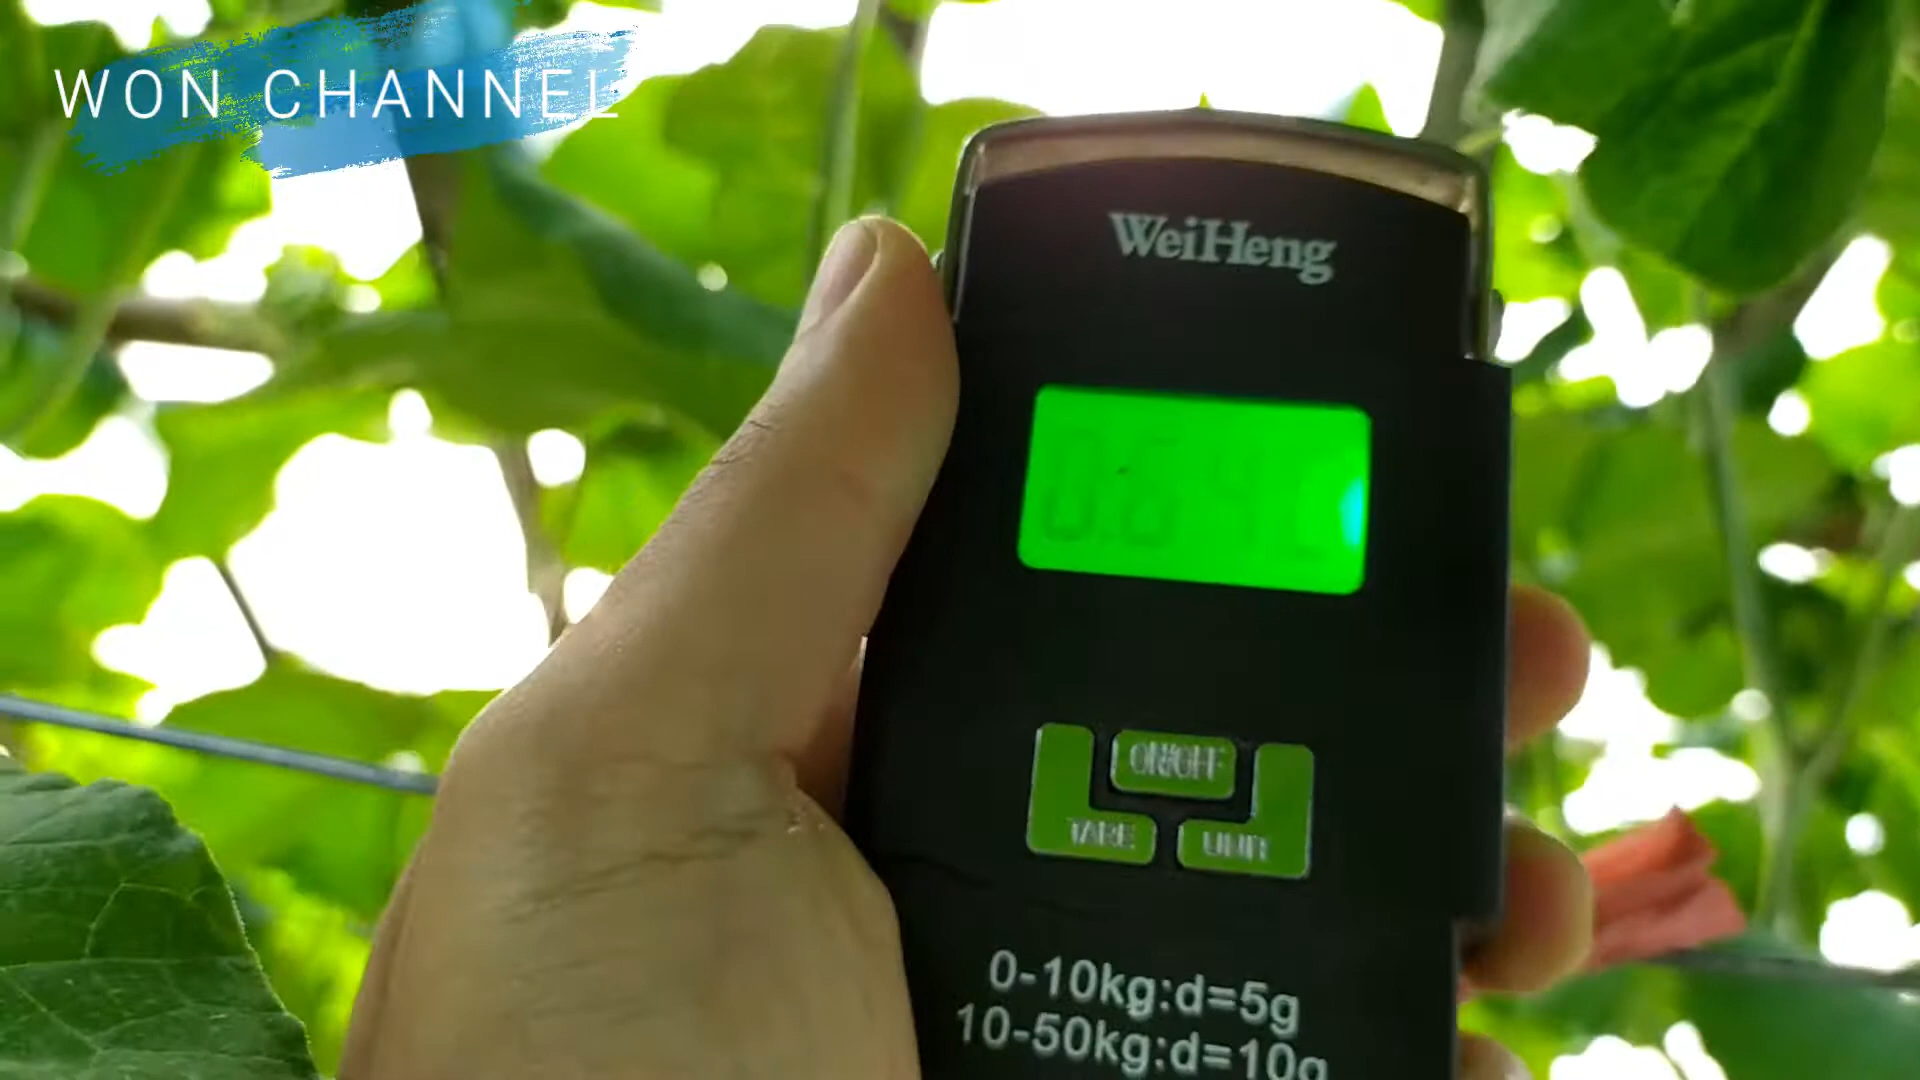 WON CHANNEL
WeiHeng
ON/OFF
TARE
UNIT
0-10kg:d=5g
10-50kg:d=10g